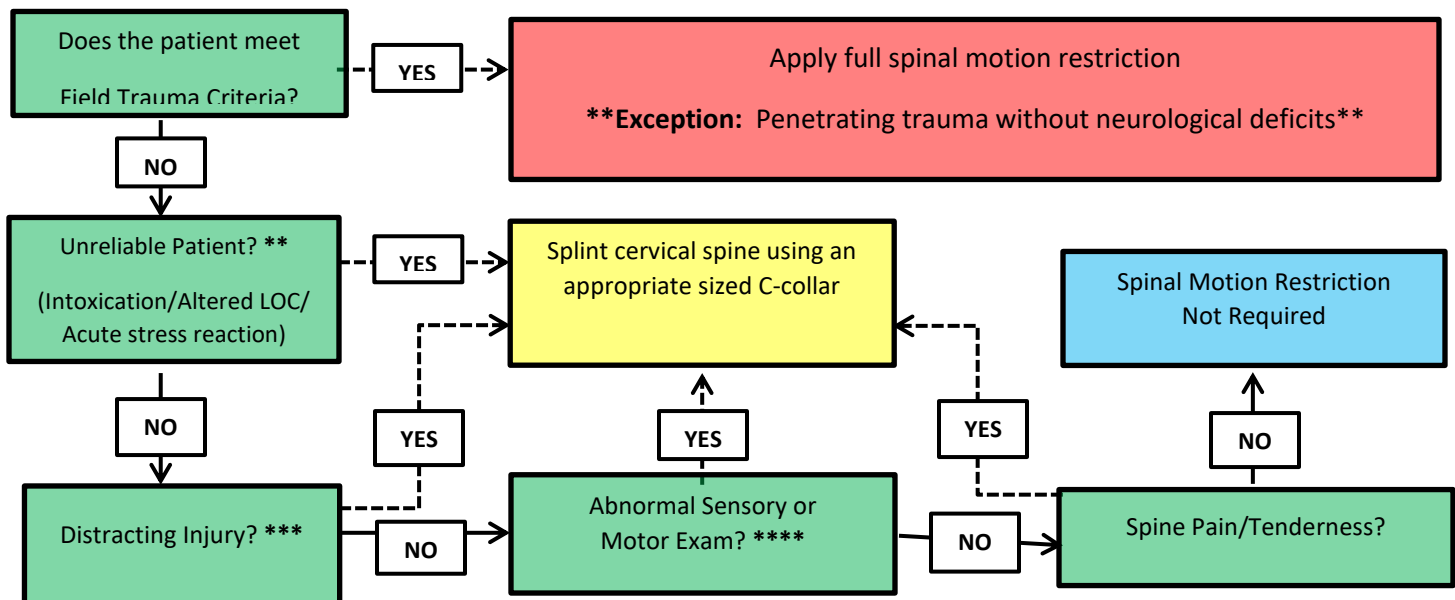 Does the patient meet
Field Trauma Criteria?
YES
Apply full spinal motion restriction
**Exception: Penetrating trauma without neurological deficits**
NO
Unreliable Patient? **
(Intoxication/Altered LOC/
Acute stress reaction)
YES
Splint cervical spine using an
appropriate sized C-collar
Spinal Motion Restriction
Not Required
NO
YES
YES
YES
NO
Distracting Injury? ***
NO
Abnormal Sensory or
Motor Exam? ****
NO
Spine Pain/Tenderness?